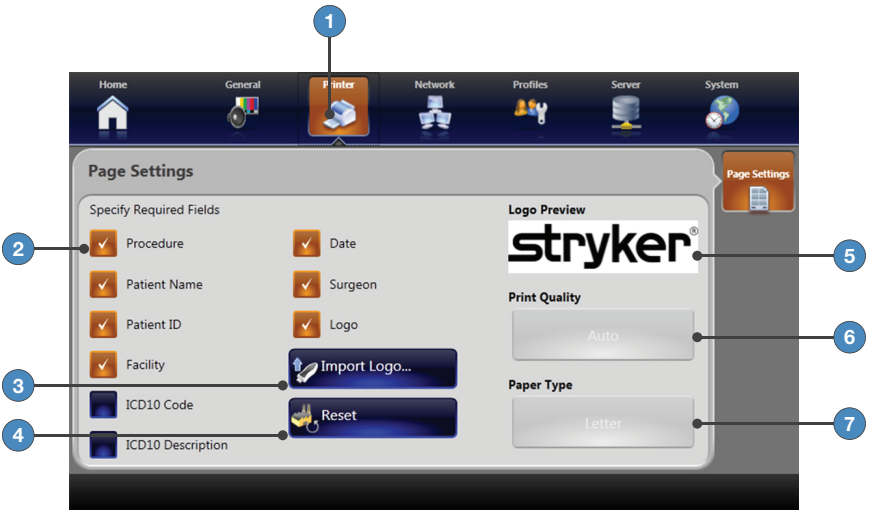 1
Home General Printer Network Profiles Server System
Page Settings
Page Settings
Specify Required Fields
Logo Preview
2
Procedure
Date
stryker®
5
Patient Name
Surgeon
Print Quality
Patient ID
Logo
Auto
6
Facility
3
Import Logo...
Paper Type
ICD10 Code
4
Reset
Letter
7
ICD10 Description